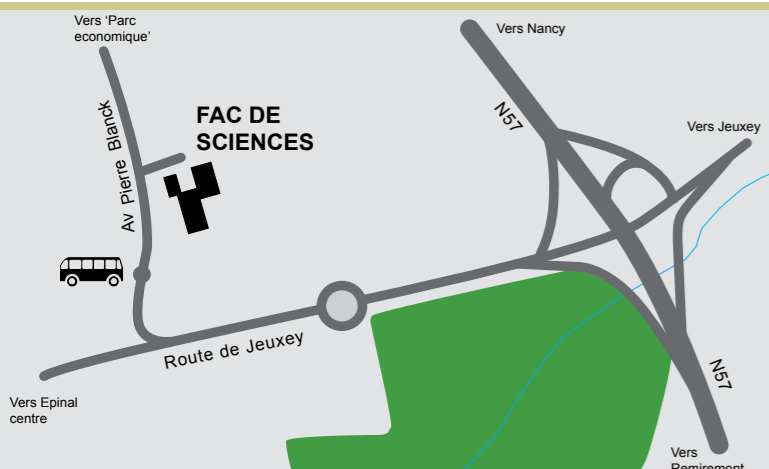 Vers 'Parc
economique'
Vers Nancy
FAC DE
SCIENCES
N57
Vers Jeuxey
Av Pierre Blanck
Route de Jeuxey
N57
Vers Epinal
centre
Vers
Remiremont